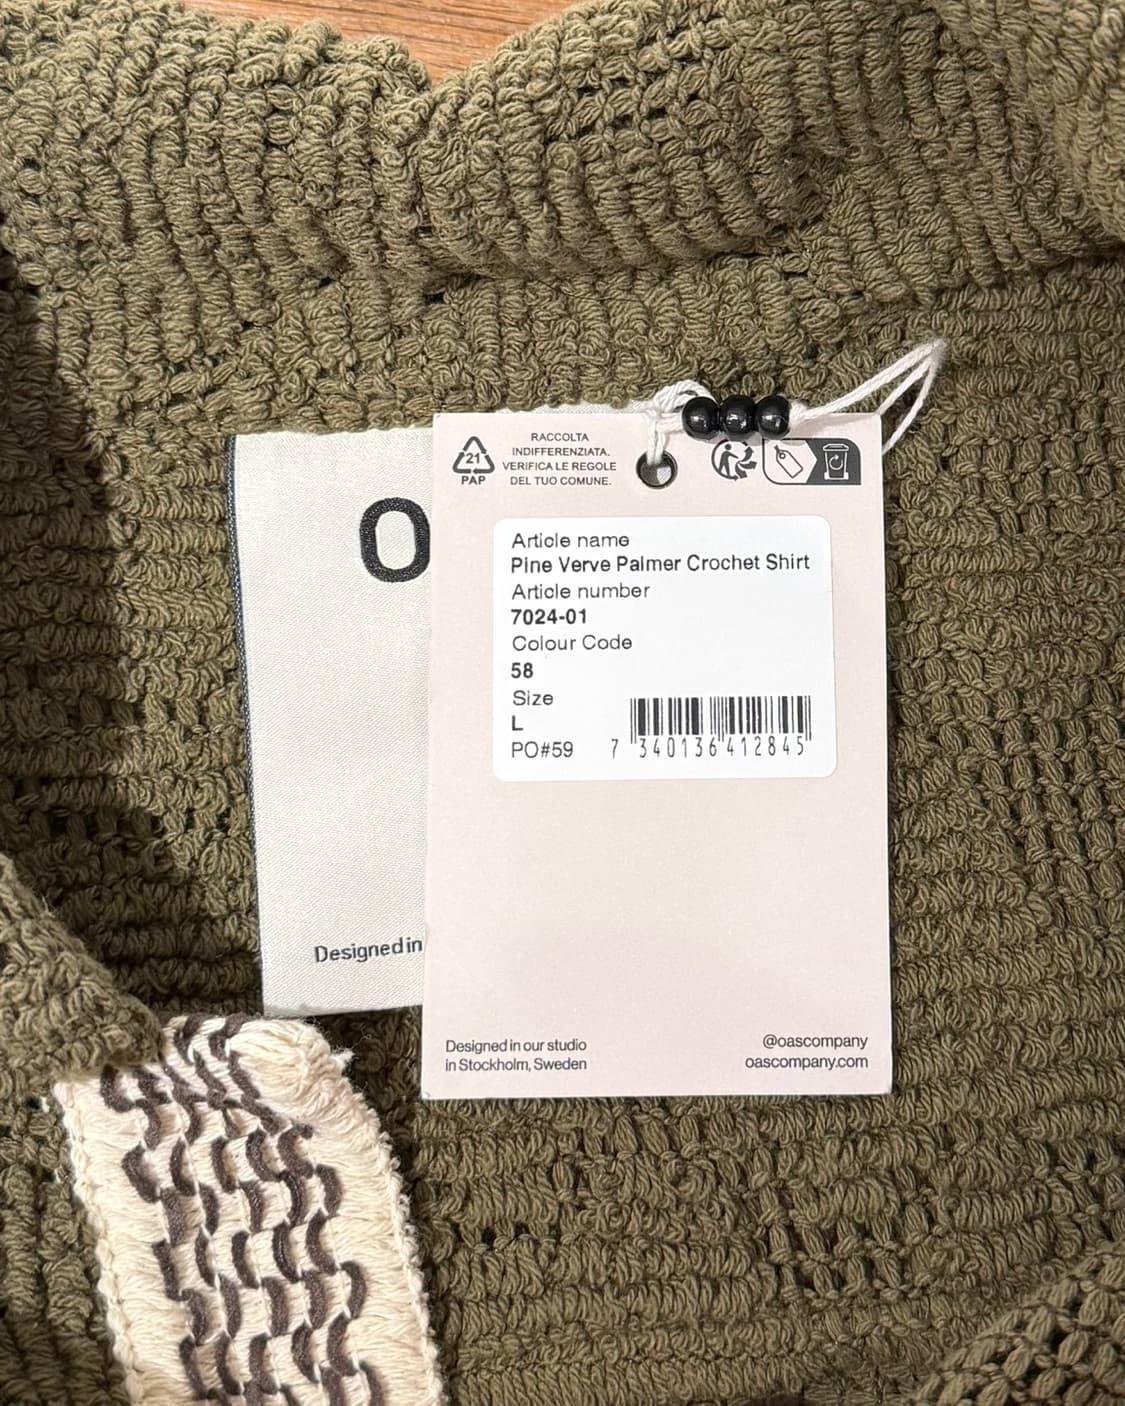 21
PAP
RACCOLTA
INDIFFERENZIATA.
VERIFICA LE REGOLE
DEL TUO COMUNE.
O
Article name
Pine Verve Palmer Crochet Shirt
Article number
7024-01
Colour Code
58
Size
L
PO#59
7 340136 412845
Designed in
Designed in our studio
in Stockholm, Sweden
@oascompany
oascompany.com